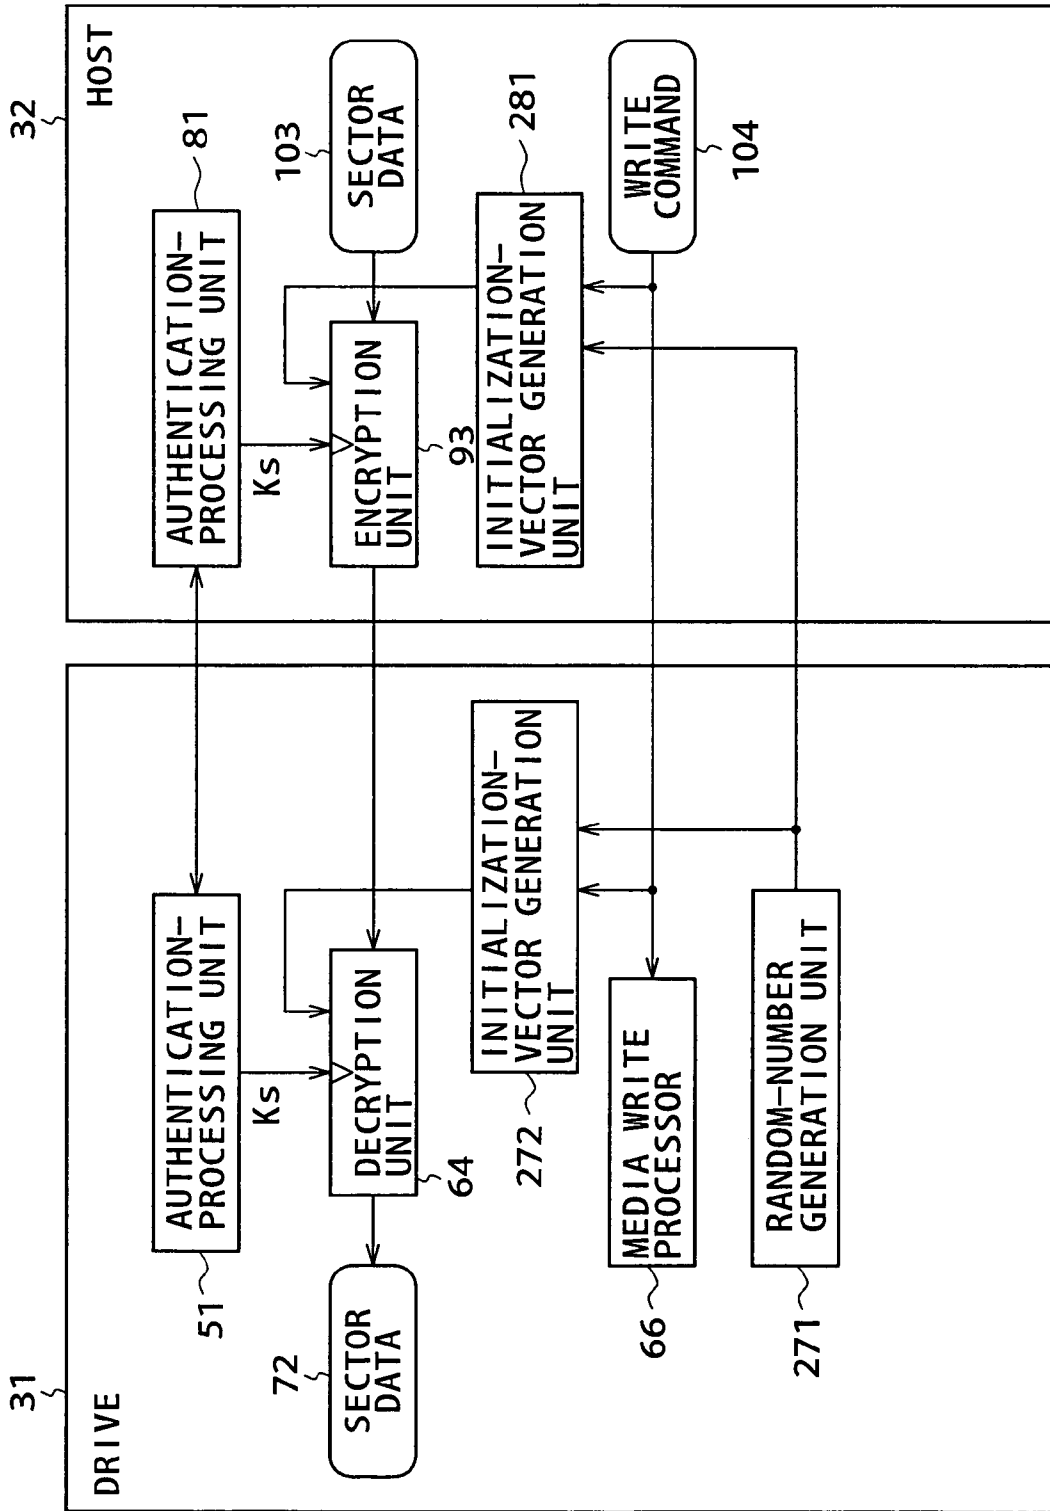 31
DRIVE
32
HOST
AUTHENTICATION-
PROCESSING UNIT
51
AUTHENTICATION-
PROCESSING UNIT
81
Ks
Ks
72
SECTOR
DATA
DECRYPTION
UNIT
64
ENCRYPTION
UNIT
93
103
SECTOR
DATA
INITIALIZATION-
VECTOR GENERATION
UNIT
272
INITIALIZATION-
VECTOR GENERATION
UNIT
281
MEDIA WRITE
PROCESSOR
66
WRITE
COMMAND
104
RANDOM-NUMBER
GENERATION UNIT
271